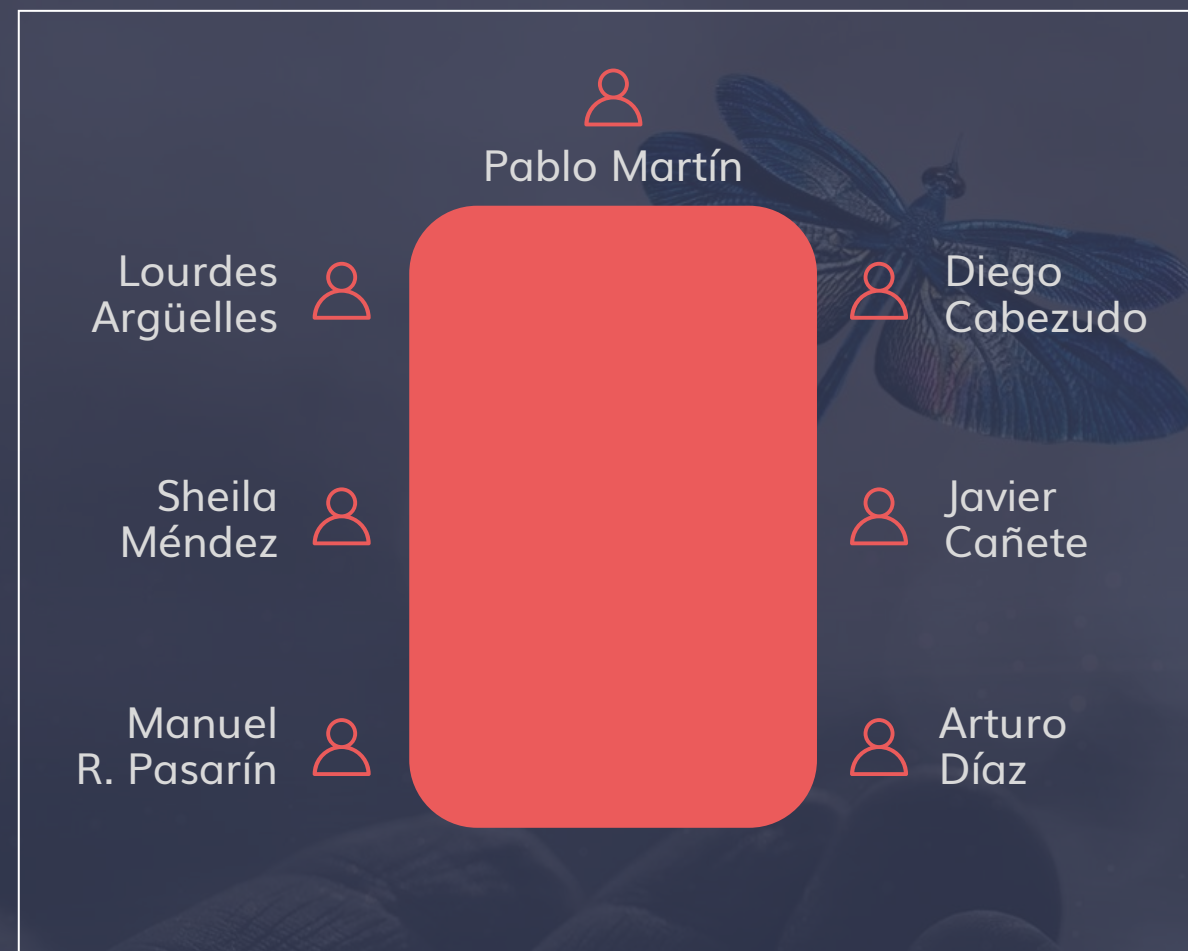 Pablo Martín
Lourdes
Argüelles
Diego
Cabezudo
Sheila
Méndez
Javier
Cañete
Manuel
R. Pasarín
Arturo
Díaz